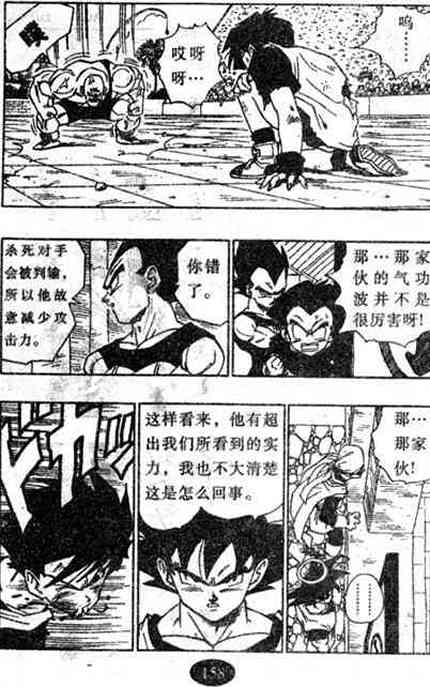 呜
……
哎呀
呀…
那…那家
伙的气功
波并不是
很厉害呀!
你错
了。
杀死对手
会被判输,
所以他故
意减少攻
击力。
那…
那家
伙!
……
这样看来,他有超
出我们所看到的实
力,我也不大清楚
这是怎么回事。
158